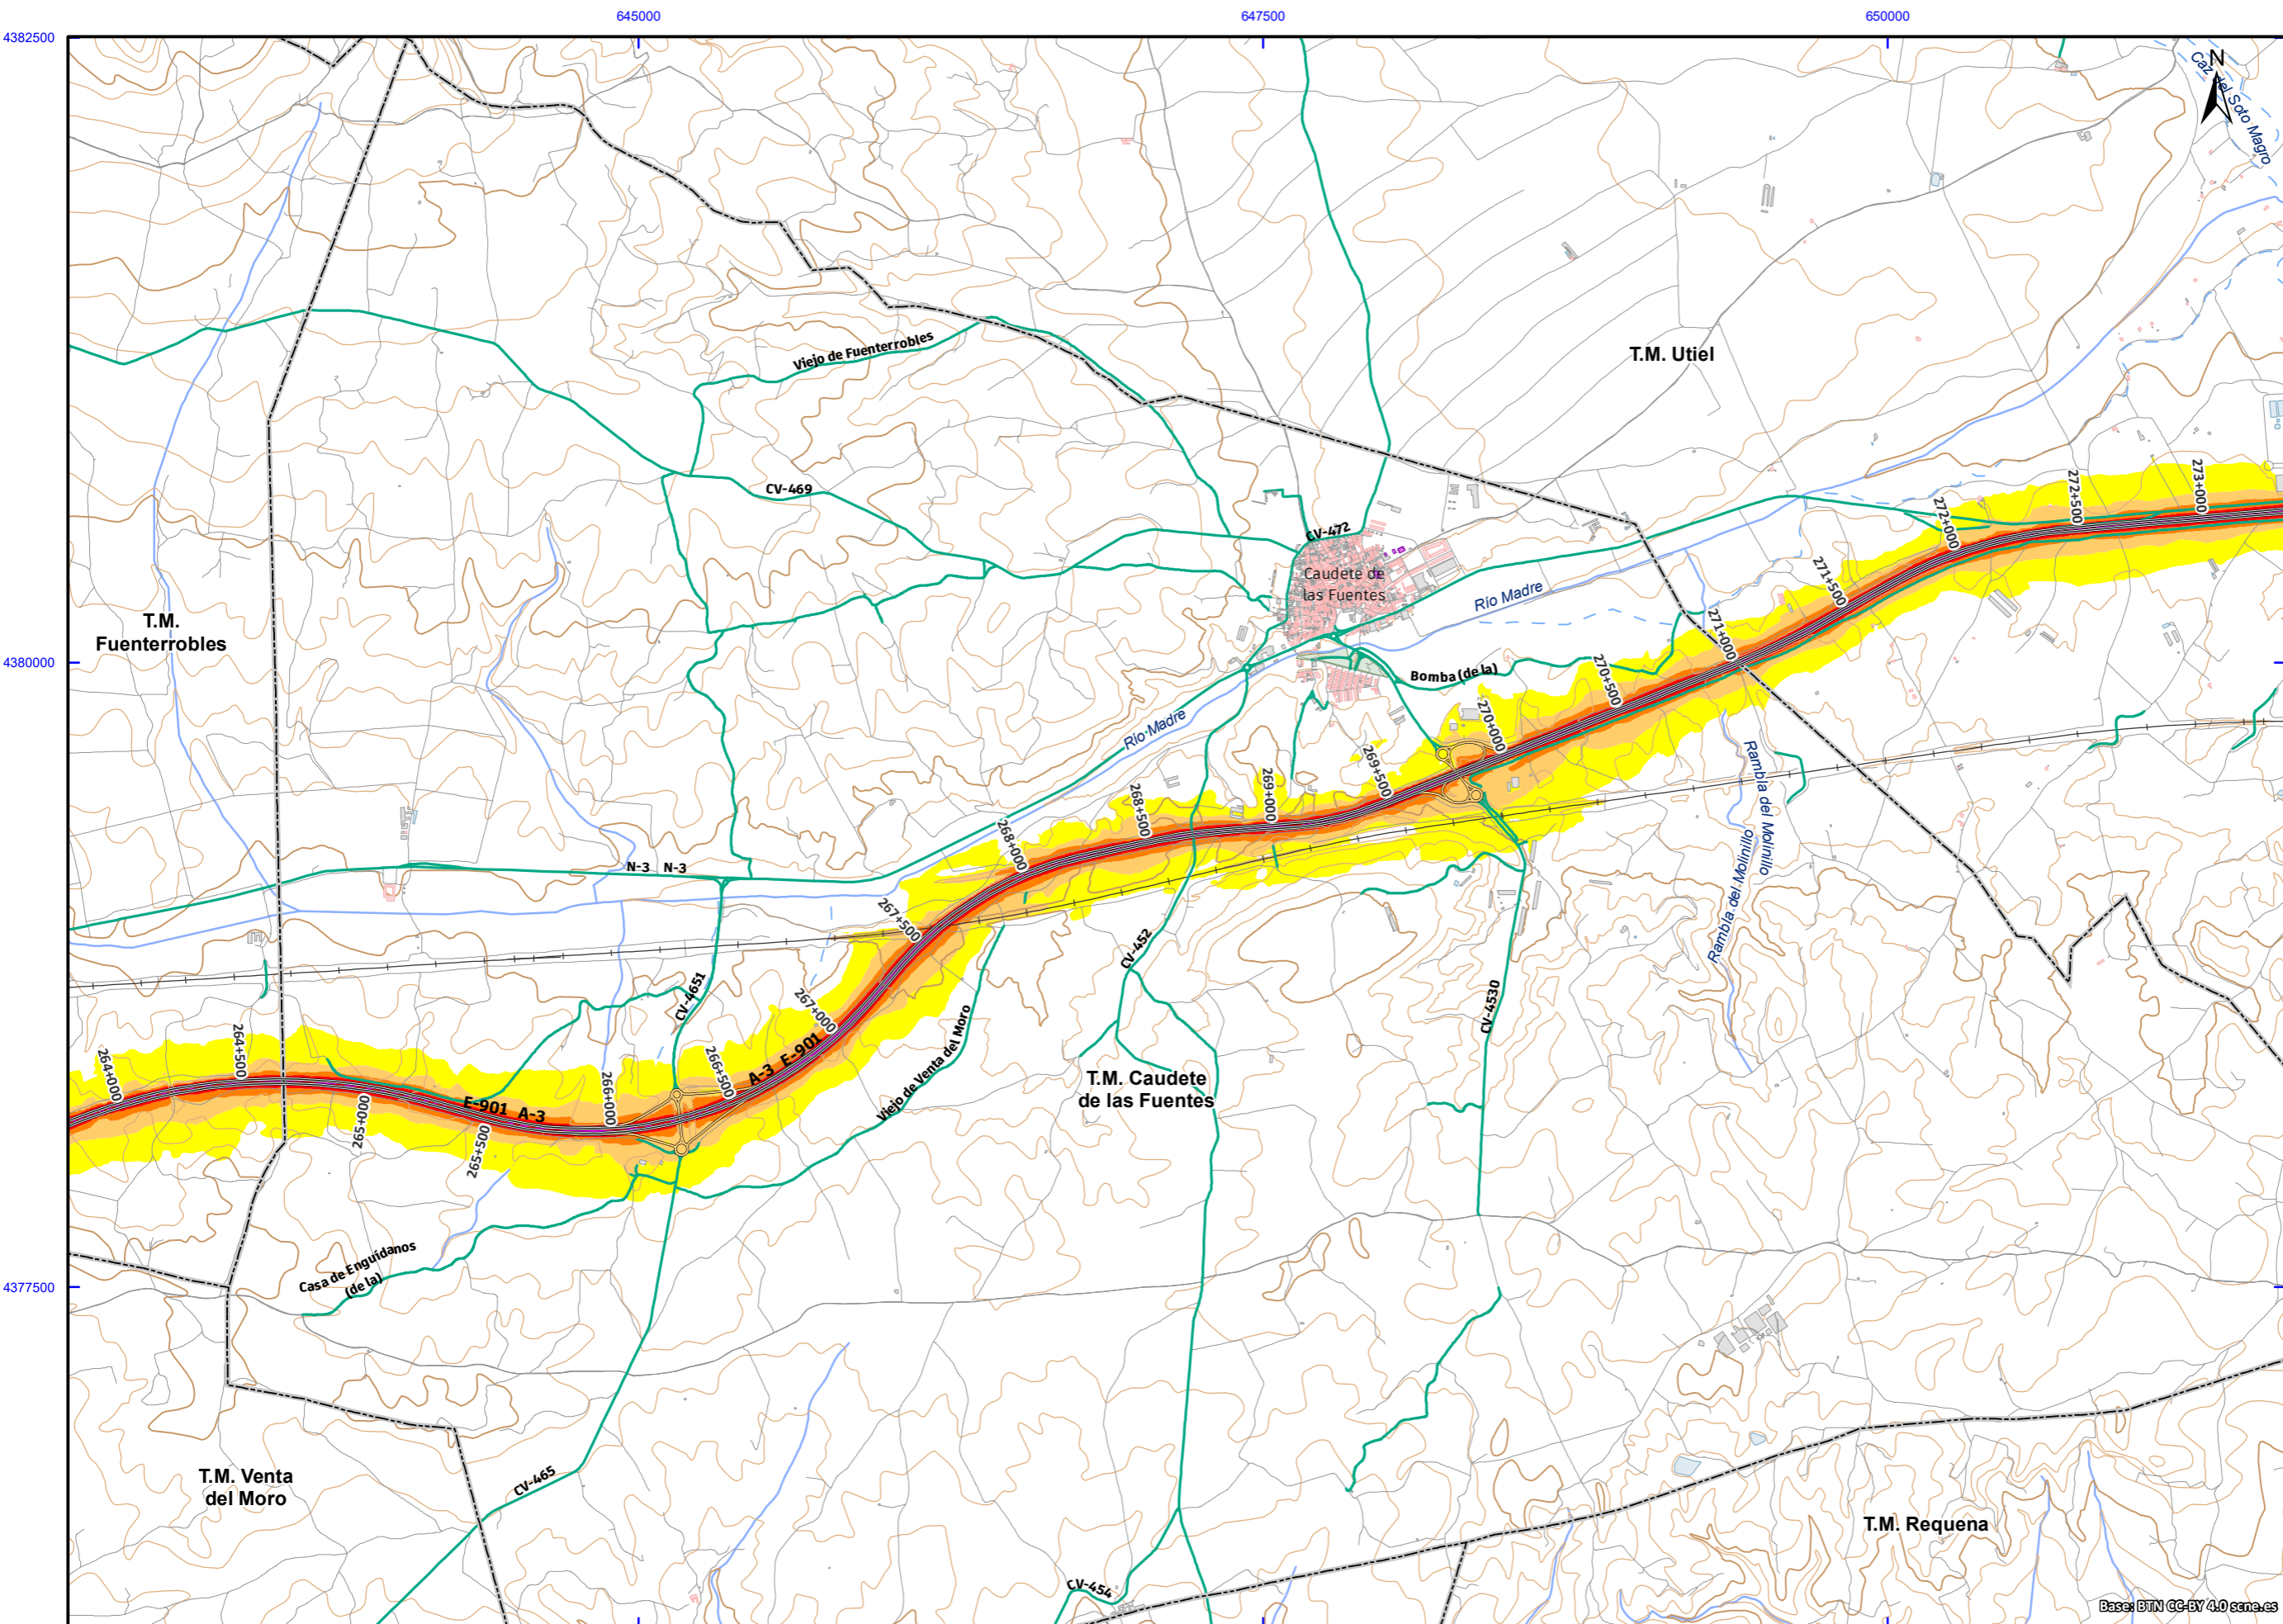 645000
647500
650000
4382500
N
Caz del Soto Magro
T.M. Utiel
Viejo de Fuenterrobles
CV-469
CV-472
Caudete de
las Fuentes
Río Madre
273+000
272+500
272+000
271+500
271+000
T.M.
Fuenterrobles
4380000
Bomba (de la)
270+500
270+000
Río Madre
269+500
269+000
268+500
268+000
Rambla del Molinillo
Rambla del Molinillo
N-3
N-3
267+500
CV-452
CV-4651
267+000
CV-4530
264+500
264+000
266+500
A-3
E-901
Viejo de Venta del Moro
T.M. Caudete
de las Fuentes
266+000
265+000
E-901
A-3
265+500
Casa de Enguídanos
(de la)
4377500
T.M. Venta
del Moro
CV-465
T.M. Requena
CV-454
Base: BTN CC-BY 4.0 scne.es